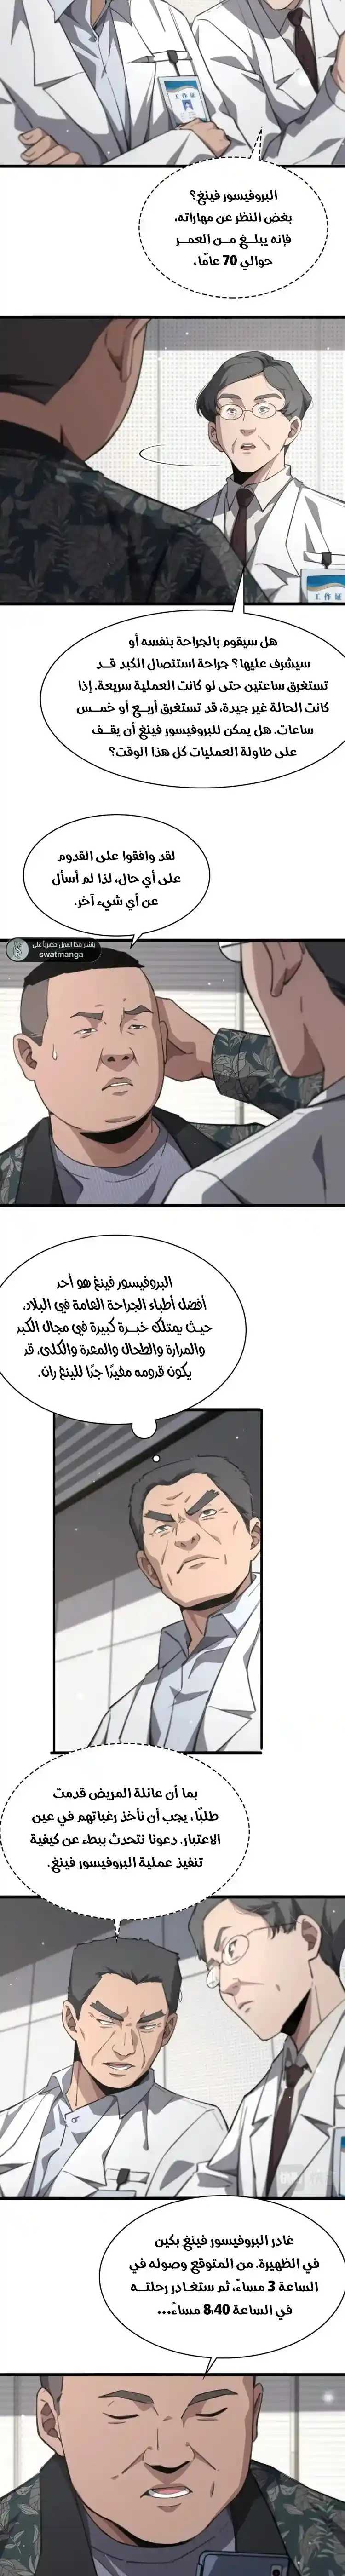 工作证
البروفيسور فينغ؟
بغض النظر عن مهاراته،
فإنه يبلغ من العمر
حوالي 70 عامًا،
工作证
هل سيقوم بالجراحة بنفسه أو
سيشرف عليها؟ جراحة استئصال الكبد قد
تستغرق ساعتين حتى لو كانت العملية سريعة. إذا
كانت الحالة غير جيدة، قد تستغرق أربع أو خمس
ساعات. هل يمكن للبروفيسور فينغ أن يقف
على طاولة العمليات كل هذا الوقت؟
لقد وافقوا على القدوم
على أي حال، لذا لم أسأل
عن أي شيء آخر.
ينشر هذا العمل حصريا على
swatmanga
البروفيسور فينغ هو أحد
أفضل أطباء الجراحة العامة في البلاد،
حيث يمتلك خبرة كبيرة في مجال الكبد
والمرارة والطحال والمعدة والكلى. قد
يكون قدومه مفيدًا جدًا للينغ ران.
بما أن عائلة المريض قدمت
طلبًا، يجب أن نأخذ رغباتهم في عين
الاعتبار. دعونا نتحدث ببطء عن كيفية
تنفيذ عملية البروفيسور فينغ.
غادر البروفيسور فينغ بكين
في الظهيرة. من المتوقع وصوله في
الساعة 3 مساءً، ثم ستغادر رحلته
في الساعة 8:40 مساءً...